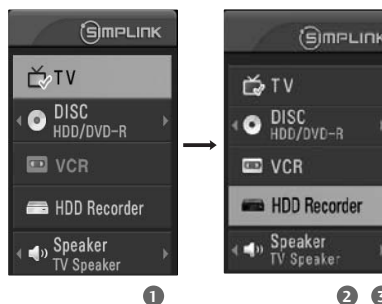 SIMPLINK
TV
DISC
HDD/DVD-R
VCR
HDD Recorder
Speaker
TV Speaker
1
SIMPLINK
TV
DISC
HDD/DVD-R
VCR
HDD Recorder
Speaker
TV Speaker
2 3